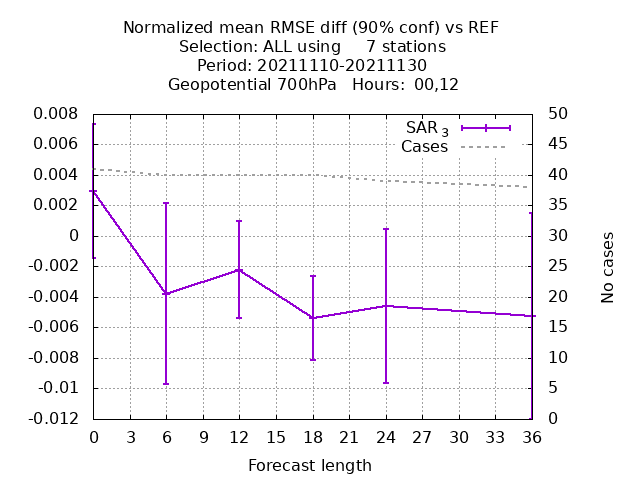 Normalized mean RMSE diff (90% conf) vs REF
Selection: ALL using 7 stations
Period: 20211110-20211130
Geopotential 700hPa Hours: 00,12
SAR 3
Cases
0.008
0.006
0.004
0.002
0
-0.002
-0.004
-0.006
-0.008
-0.01
-0.012
50
45
40
35
30
25
20
15
10
5
0
No cases
0 3 6 9 12 15 18 21 24 27 30 33 36
Forecast length